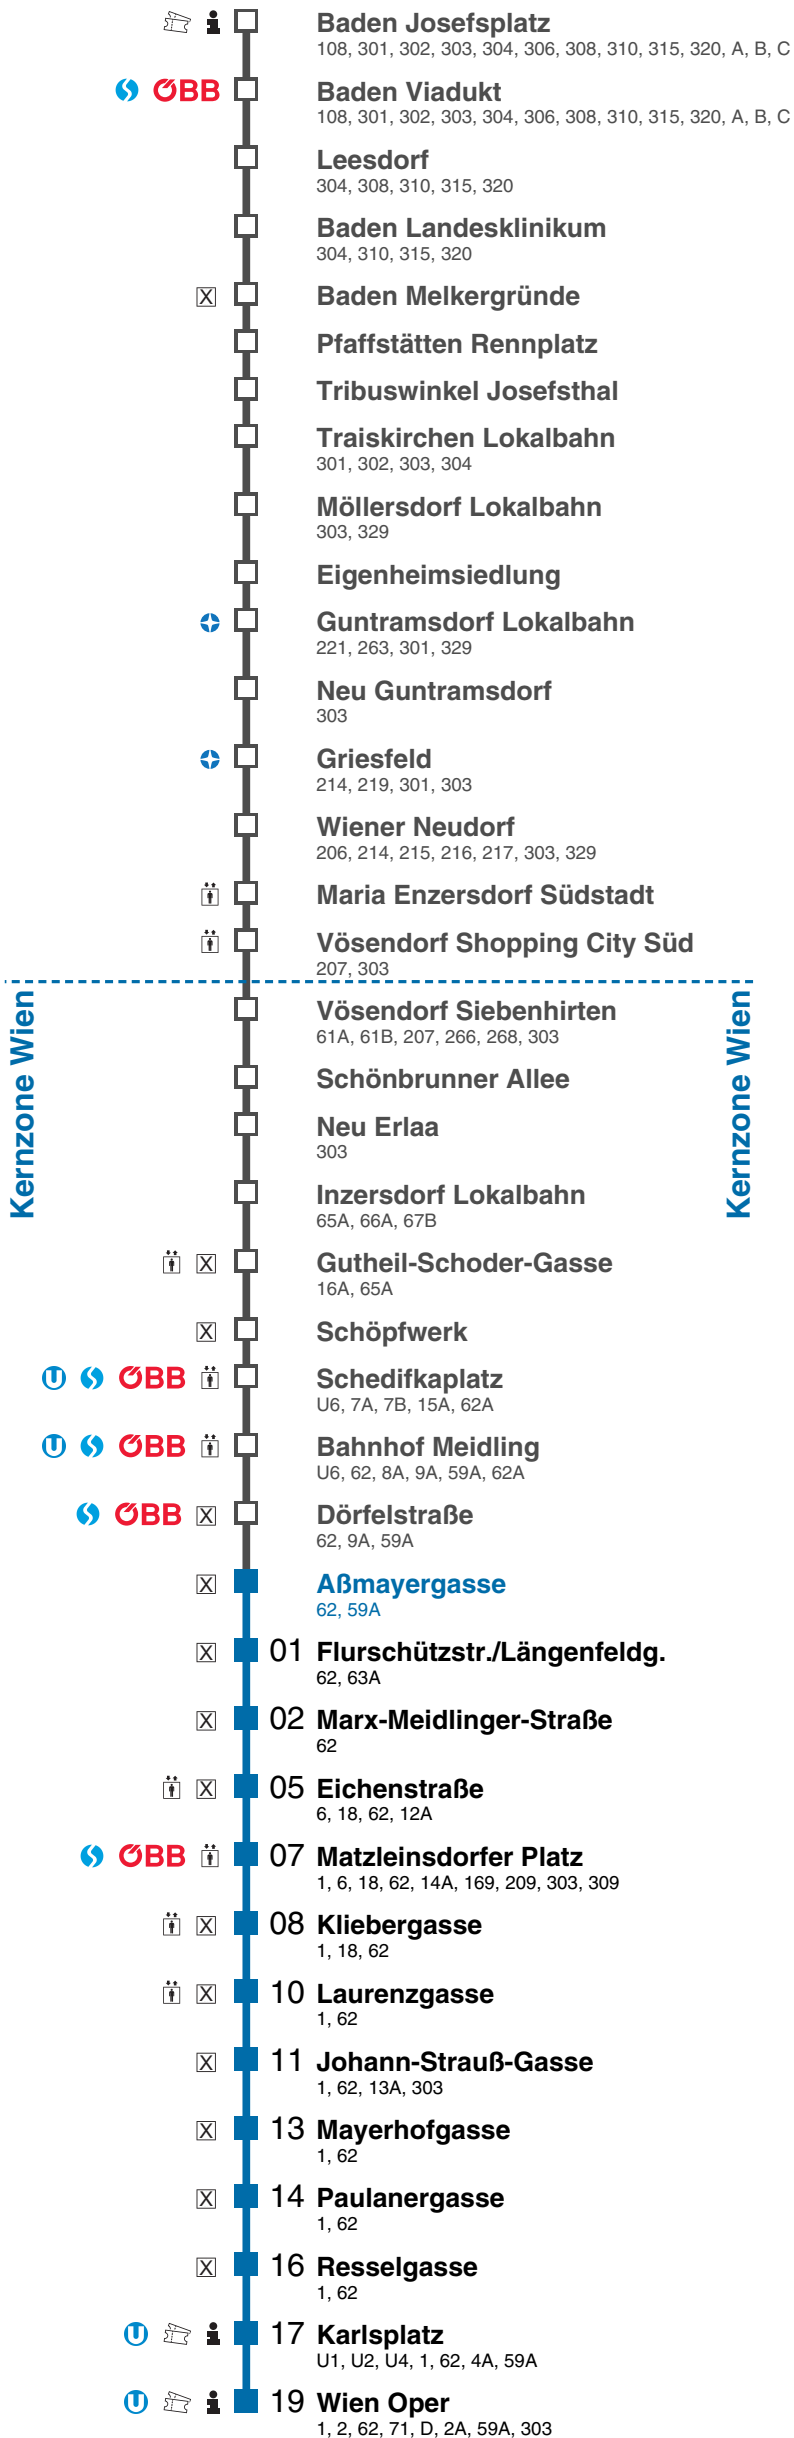 Baden Josefsplatz
108, 301, 302, 303, 304, 306, 308, 310, 315, 320, A, B, C
ÖBB
Baden Viadukt
108, 301, 302, 303, 304, 306, 308, 310, 315, 320, A, B, C
Leesdorf
304, 308, 310, 315, 320
Baden Landesklinikum
304, 310, 315, 320
X Baden Melkergründe
Pfaffstätten Rennplatz
Tribuswinkel Josefsthal
Traiskirchen Lokalbahn
301, 302, 303, 304
Möllersdorf Lokalbahn
303, 329
Eigenheimsiedlung
Guntramsdorf Lokalbahn
221, 263, 301, 329
Neu Guntramsdorf
303
Griesfeld
214, 219, 301, 303
Wiener Neudorf
206, 214, 215, 216, 217, 303, 329
Maria Enzersdorf Südstadt
Vösendorf Shopping City Süd
207, 303
Kernzone Wien
Kernzone Wien
Vösendorf Siebenhirten
61A, 61B, 207, 266, 268, 303
Schönbrunner Allee
Neu Erlaa
303
Inzersdorf Lokalbahn
65A, 66A, 67B
X Gutheil-Schoder-Gasse
16A, 65A
X Schöpfwerk
U ÖBB Schedifkaplatz
U6, 7A, 7B, 15A, 62A
U ÖBB Bahnhof Meidling
U6, 62, 8A, 9A, 59A, 62A
ÖBB X Dörfelstraße
62, 9A, 59A
X Aßmayergasse
62, 59A
X 01 Flurschützstr./Längenfeldg.
62, 63A
X 02 Marx-Meidlinger-Straße
62
X 05 Eichenstraße
6, 18, 62, 12A
ÖBB 07 Matzleinsdorfer Platz
1, 6, 18, 62, 14A, 169, 209, 303, 309
X 08 Kliebergasse
1, 18, 62
X 10 Laurenzgasse
1, 62
X 11 Johann-Strauß-Gasse
1, 62, 13A, 303
X 13 Mayerhofgasse
1, 62
X 14 Paulanergasse
1, 62
X 16 Resselgasse
1, 62
U i 17 Karlsplatz
U1, U2, U4, 1, 62, 4A, 59A
U i 19 Wien Oper
1, 2, 62, 71, D, 2A, 59A, 303